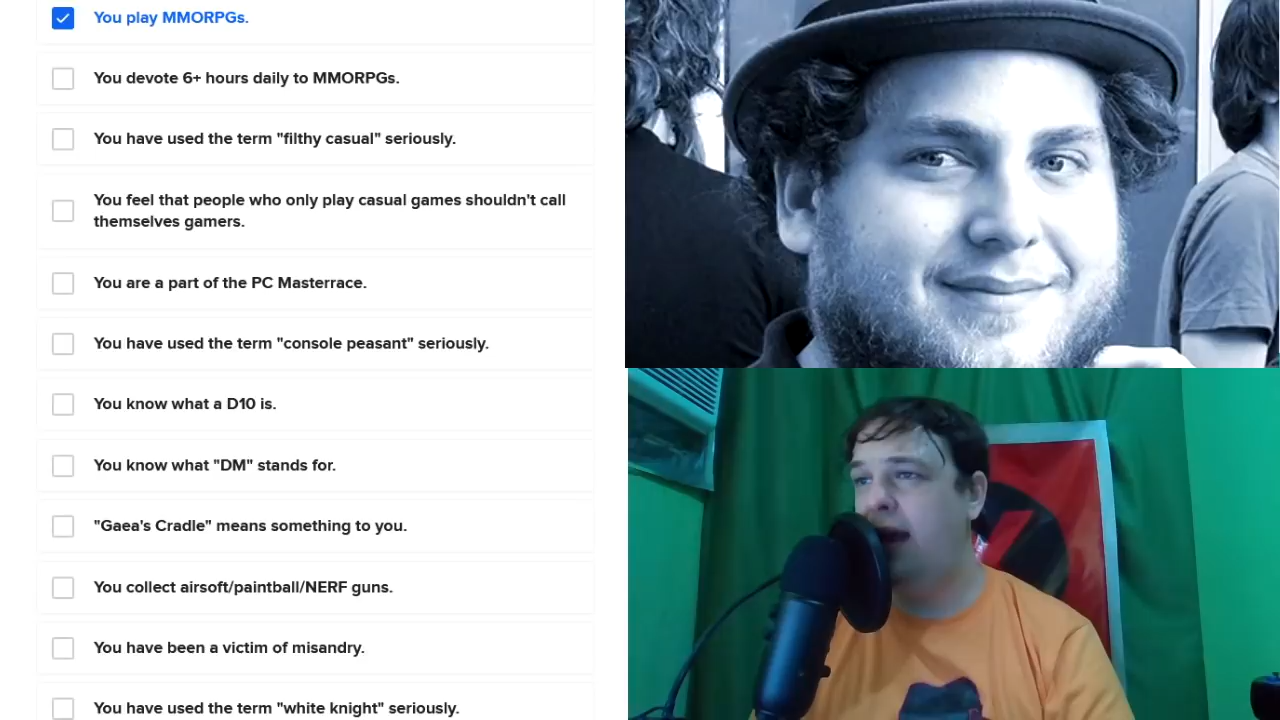 You play MMORPGs.
You devote 6+ hours daily to MMORPGs.
You have used the term "filthy casual" seriously.
You feel that people who only play casual games shouldn't call
themselves gamers.
You are a part of the PC Masterrace.
You have used the term "console peasant" seriously.
You know what a D10 is.
You know what "DM" stands for.
"Gaea's Cradle" means something to you.
You collect airsoft/paintball/NERF guns.
You have been a victim of misandry.
You have used the term "white knight" seriously.